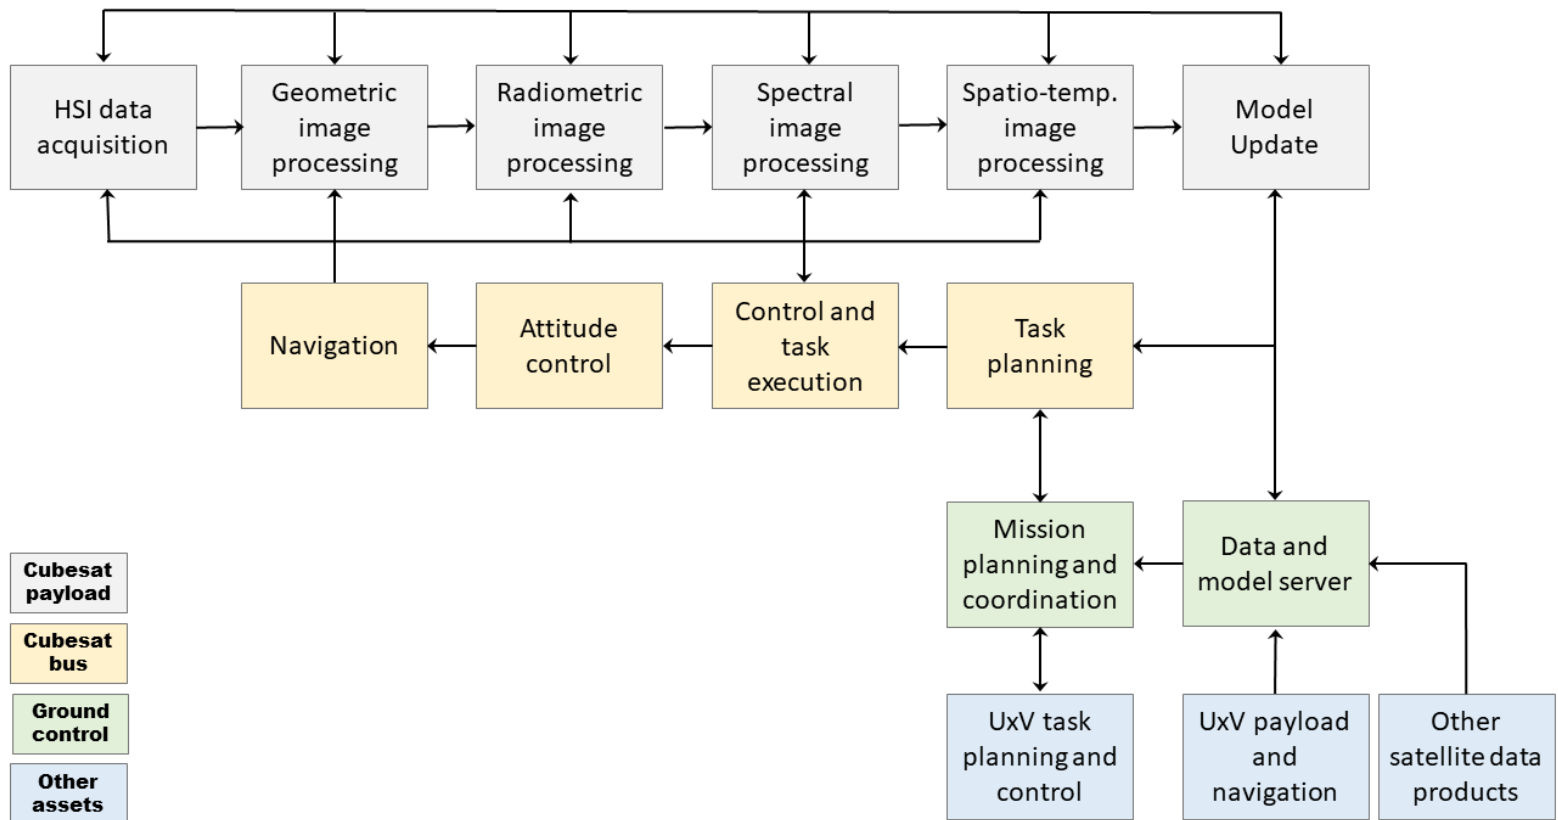 HSI data
acquisition
Geometric
image
processing
Radiometric
image
processing
Spectral
image
processing
Spatio-temp.
image
processing
Model
Update
Navigation
Attitude
control
Control and
task
execution
Task
planning
Mission
planning and
coordination
Data and
model server
Cubesat
payload
Cubesat
bus
Ground
control
Other
assets
UxV task
planning and
control
UxV payload
and
navigation
Other
satellite data
products